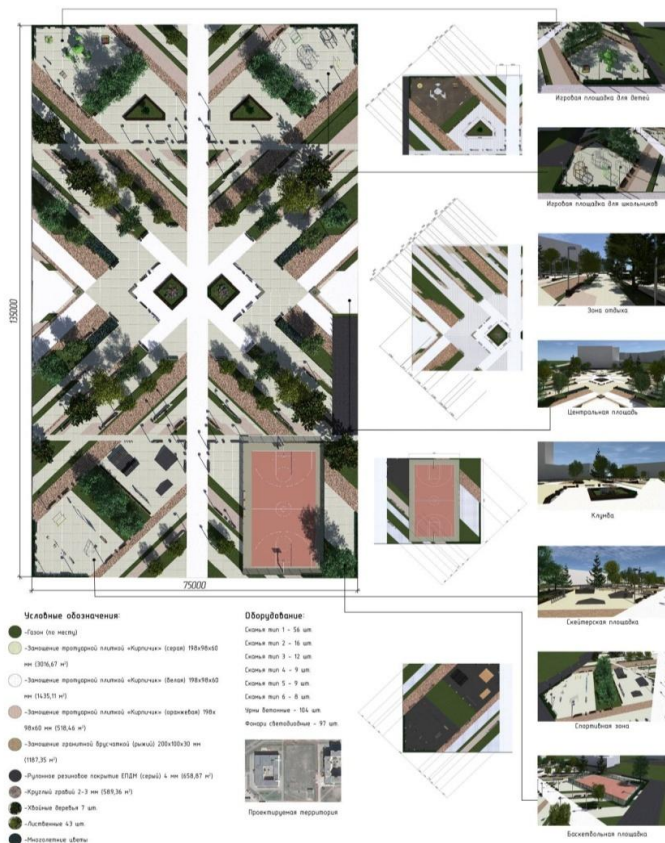 Игровая площадка для детей
Игровая площадка для школьников
Зона отдыха
Центральная площадь
Клумба
Скейтерская площадка
Спортивная зона
Баскетбольная площадка
135000
75000
Условные обозначения:
-Газон (по месту)
-Замощение тротуарной плиткой «Кирпичик» (серая) 198х98х60
мм (3016,67 м²)
-Замощение тротуарной плиткой «Кирпичик» (белая) 198х98х60
мм (1435,11 м²)
-Замощение тротуарной плиткой «Кирпичик» (оранжевая) 198х
98х60 мм (518,46 м²)
-Замощение гранитной брусчаткой (рыжий) 200х100х30 мм
(1187,35 м²)
-Рулонное резиновое покрытие ЕПДМ (серый) 4 мм (658,87 м²)
-Круглый гравий 2-3 мм (589,36 м²)
-Хвойные деревья 7 шт.
-Лиственные 43 шт.
-Многолетние цветы
Оборудование:
Скамья тип 1 - 56 шт.
Скамья тип 2 - 16 шт.
Скамья тип 3 - 12 шт.
Скамья тип 4 - 9 шт.
Скамья тип 5 - 9 шт.
Скамья тип 6 - 8 шт.
Урны бетонные - 104 шт.
Фонари светодиодные - 97 шт.
Проектируемая территория